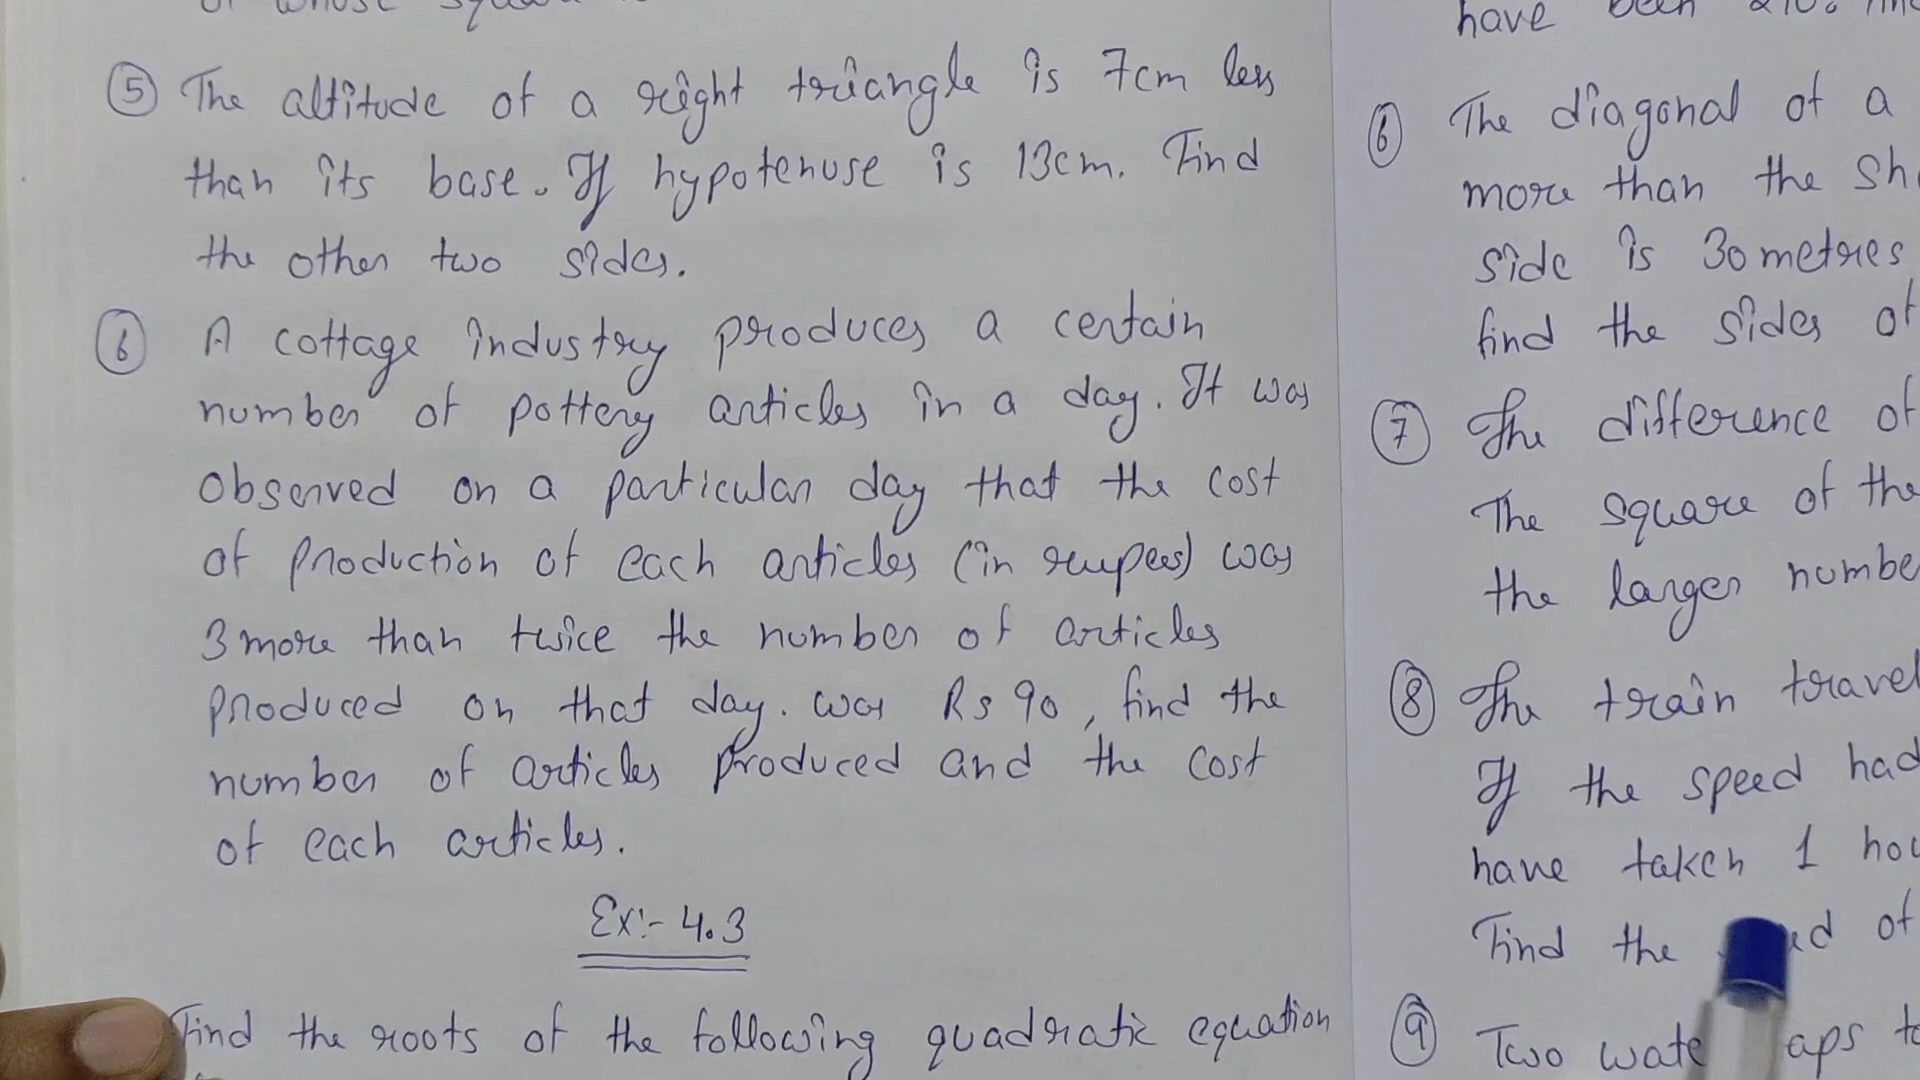 of whose
5 The altitude of a right triangle is 7cm less
than its base. If hypotenuse is 13cm. Find
the other two sides.
6 A cottage industry produces a certain
number of pottery articles in a day. It was
observed on a particular day that the cost
of production of each articles (in rupees) was
3 more than twice the number of articles
produced on that day. was Rs 90, find the
number of articles produced and the cost
of each articles.
Ex:- 4.3
Find the roots of the following quadratic equation
have been
6 The diagonal of a
more than the
side is 30 metres
find the sides of
7 The difference of
The square of the
the larger
8 The train
If the speed had
have taken 1
Find the of
9 Two